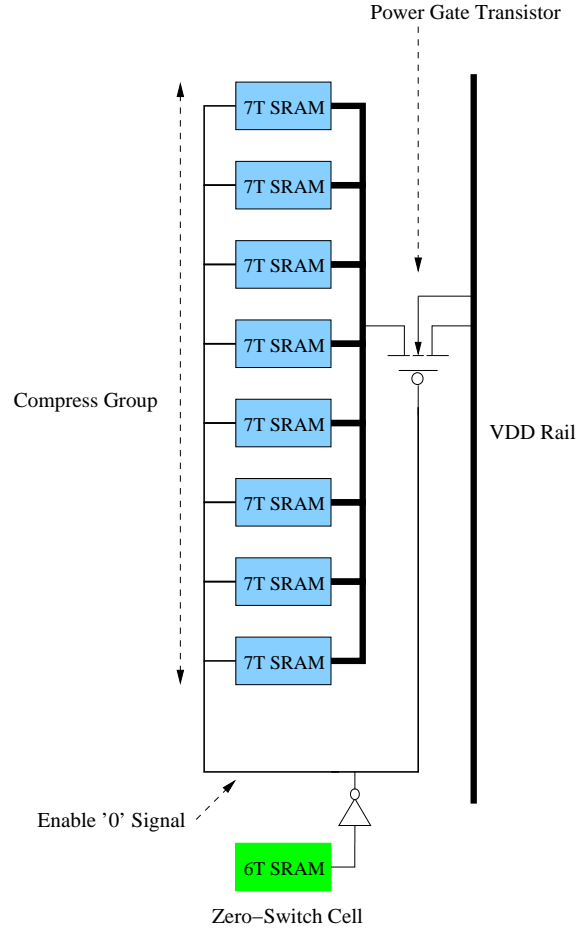 Power Gate Transistor
7T SRAM
7T SRAM
7T SRAM
7T SRAM
Compress Group
7T SRAM
VDD Rail
7T SRAM
7T SRAM
7T SRAM
Enable ’0’ Signal
6T SRAM
Zero−Switch Cell